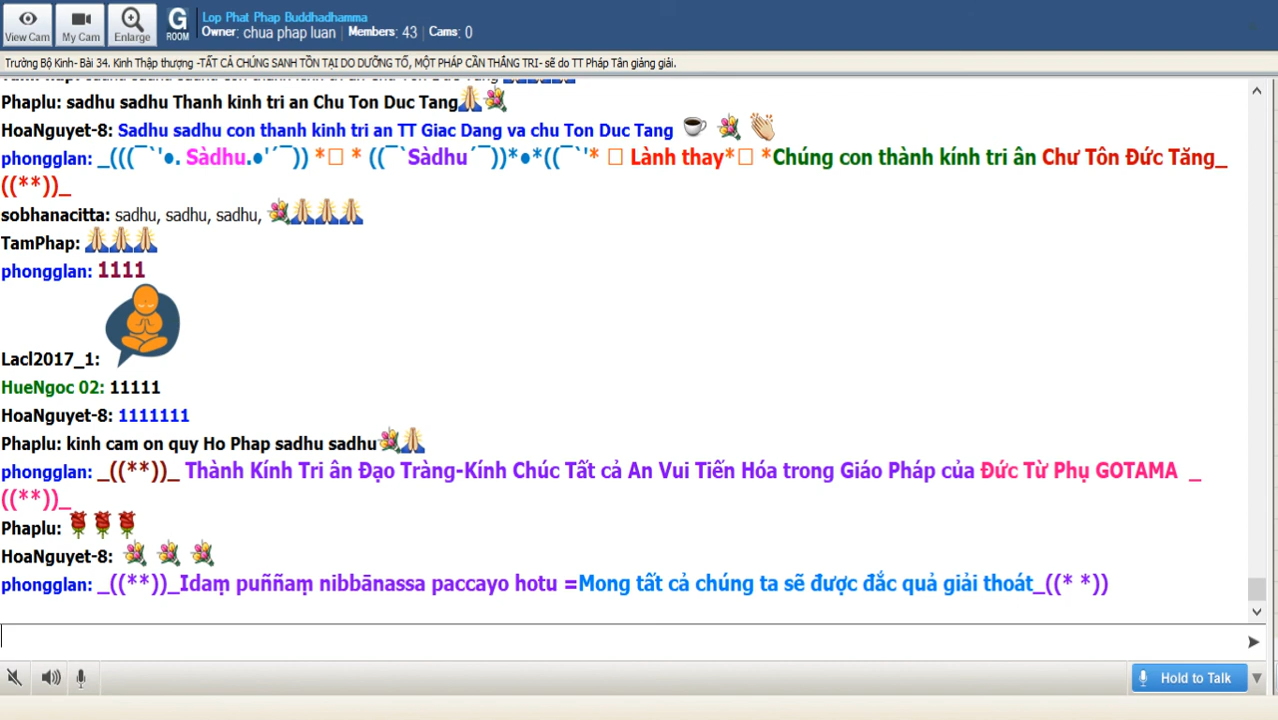 View Cam
My Cam
Enlarge
G
ROOM
Lop Phat Phap Buddhadhamma
Owner: chua phap luan | Members: 43 | Cams: 0
Trường Bộ Kinh- Bài 34. Kinh Thập thượng -TẤT CẢ CHÚNG SANH TỒN TẠI DO DƯỠNG TỐ, MỘT PHÁP CẦN THẮNG TRI- sẽ do TT Pháp Tân giảng giải.
Phaplu: sadhu sadhu Thanh kinh tri an Chu Ton Duc Tang
HoaNguyet-8: Sadhu sadhu con thanh kinh tri an TT Giac Dang va chu Ton Duc Tang
phongglan: _(((¯`'●. Sàdhu.●'´¯)) *□ * ((¯`Sàdhu´¯))*●*((¯`'* □ Lành thay*□ *Chúng con thành kính tri ân Chư Tôn Đức Tăng_
((**))_
sobhanacitta: sadhu, sadhu, sadhu,
TamPhap:
phongglan: 1111
Lacl2017_1:
HueNgoc 02: 11111
HoaNguyet-8: 1111111
Phaplu: kinh cam on quy Ho Phap sadhu sadhu
phongglan: _((**))_ Thành Kính Tri ân Đạo Tràng-Kính Chúc Tất cả An Vui Tiến Hóa trong Giáo Pháp của Đức Từ Phụ GOTAMA _
((**))_
Phaplu:
HoaNguyet-8:
phongglan: _((**))_Idaṃ puññaṃ nibbānassa paccayo hotu =Mong tất cả chúng ta sẽ được đắc quả giải thoát_((* *))
Hold to Talk